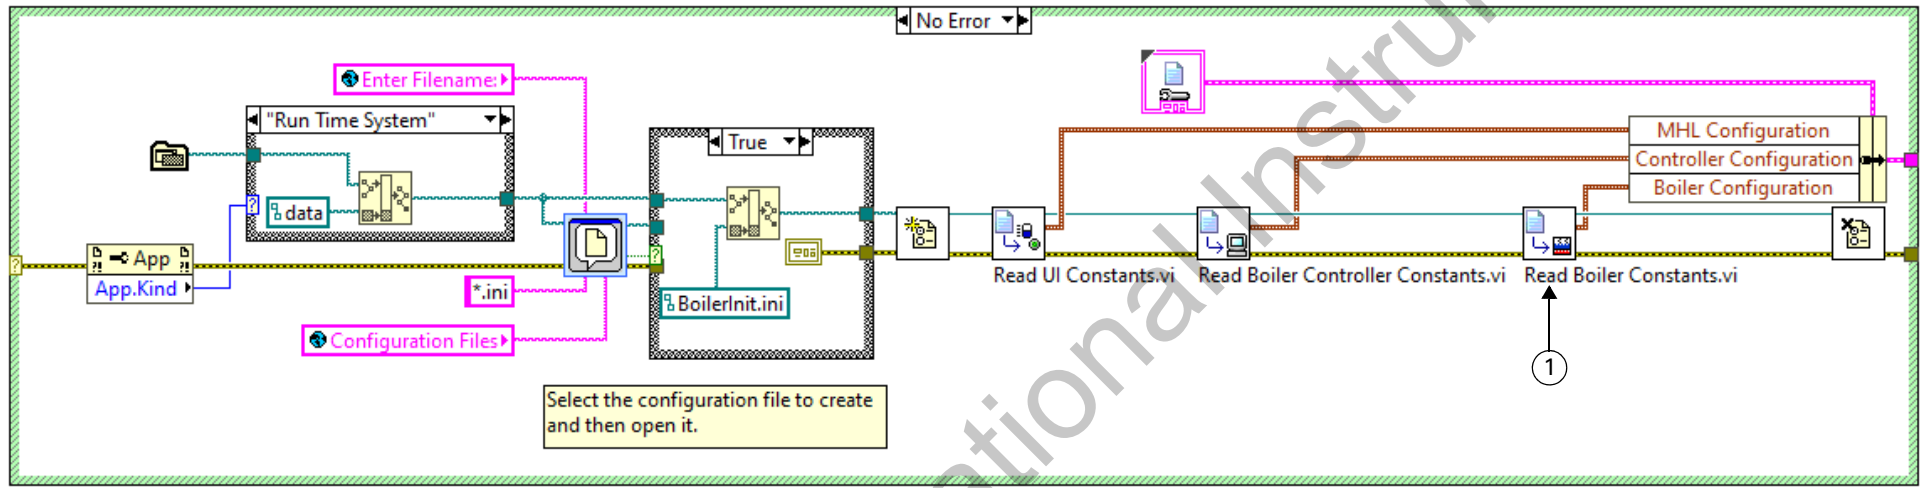 No Error
Enter Filename:
"Run Time System"
data
App
App.Kind
*.ini
Configuration Files
True
BoilerInit.ini
Select the configuration file to create
and then open it.
Read UI Constants.vi
Read Boiler Controller Constants.vi
Read Boiler Constants.vi
1
MHL Configuration
Controller Configuration
Boiler Configuration
ational Instru